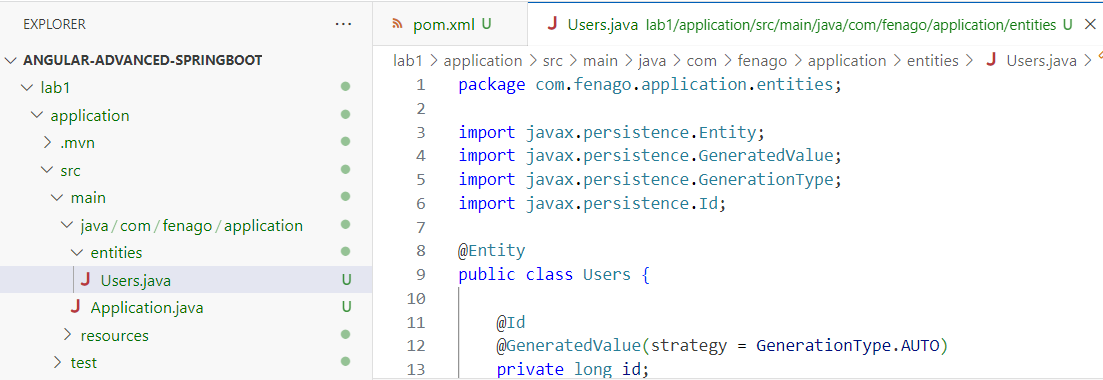 EXPLORER
ANGULAR-ADVANCED-SPRINGBOOT
lab1
application
.mvn
src
main
java/com/fenago/application
entities
J Users.java U
J Application.java U
resources
test
pom.xml U
J Users.java lab1/application/src/main/java/com/fenago/application/entities U
lab1 > application > src > main > java > com > fenago > application > entities > J Users.java >
1 package com.fenago.application.entities;
2
3 import javax.persistence.Entity;
4 import javax.persistence.GeneratedValue;
5 import javax.persistence.GenerationType;
6 import javax.persistence.Id;
7
8 @Entity
9 public class Users {
10
11 @Id
12 @GeneratedValue(strategy = GenerationType.AUTO)
13 private long id;